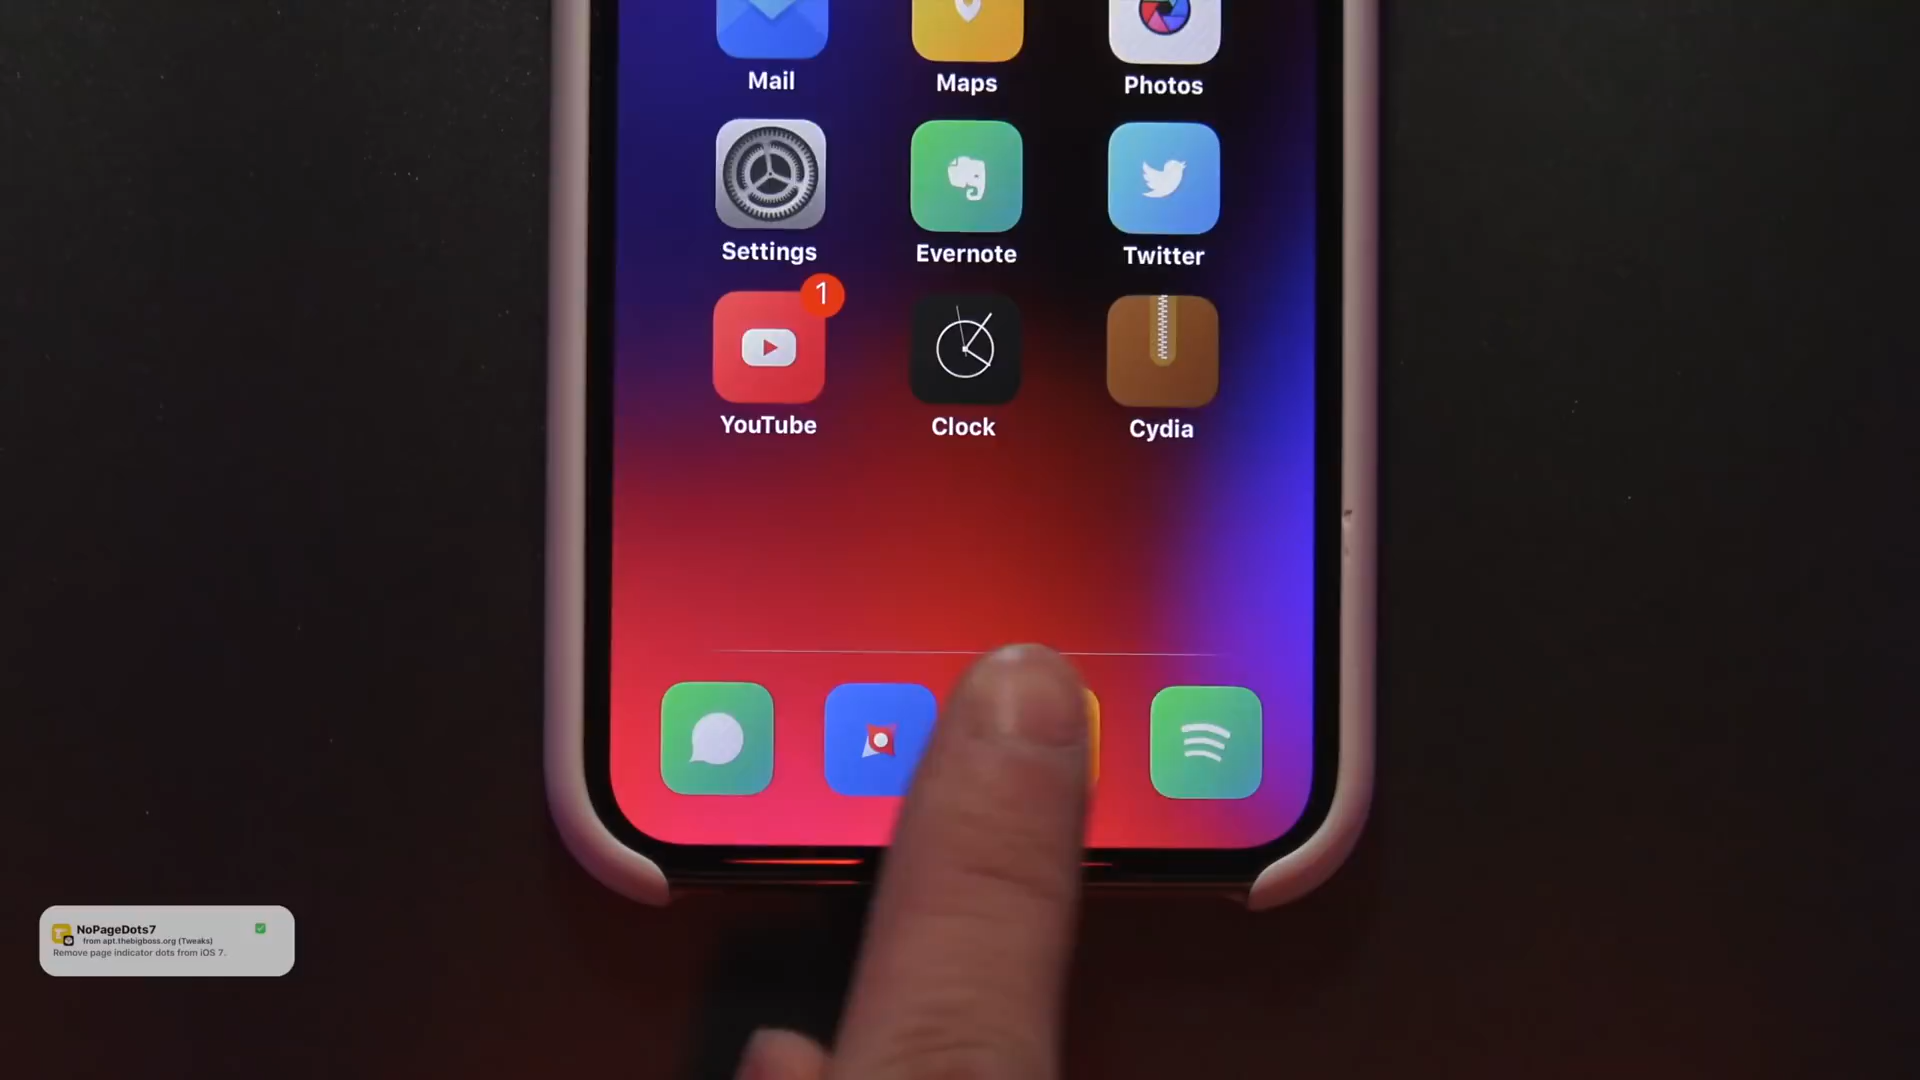 Mail
Maps
Photos
Settings
Evernote
Twitter
1
YouTube
Clock
Cydia
NoPageDots7
from apt.thebigboss.org (Tweaks)
Remove page indicator dots from iOS 7.